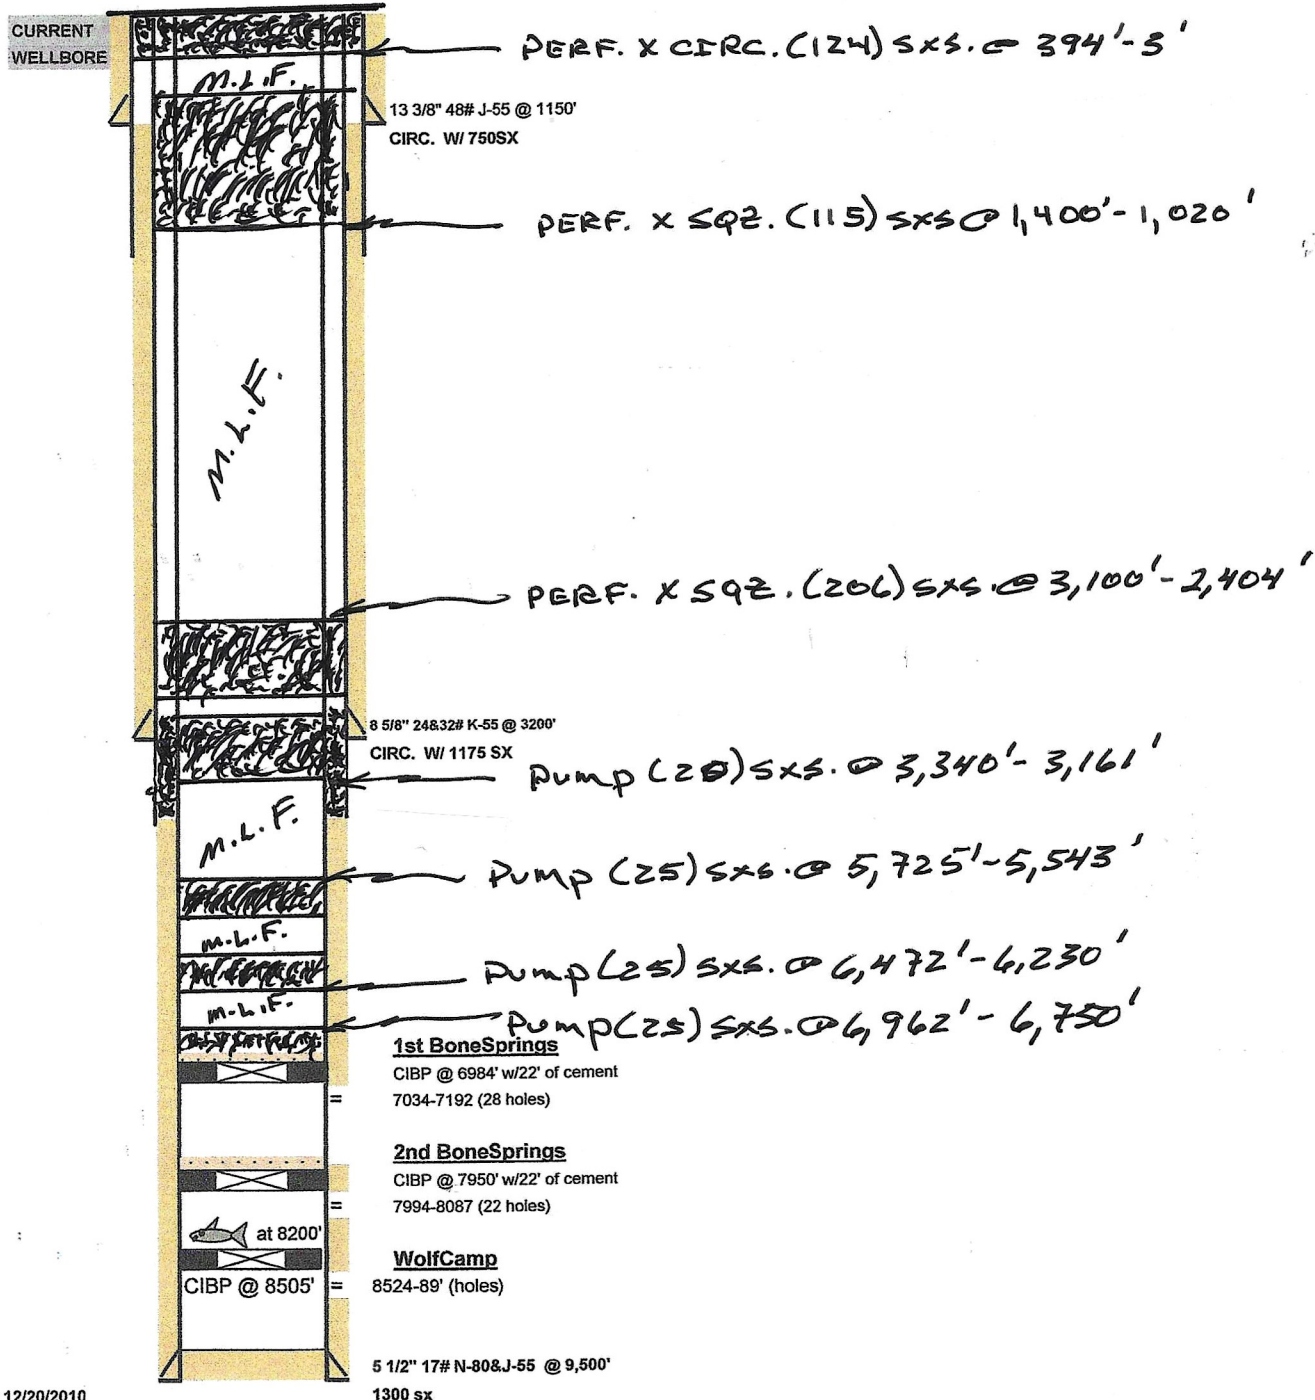 CURRENT
WELLBORE
PERF. X CIRC. (124) SXS. @ 394'-3'
M.L.F.
13 3/8" 48# J-55 @ 1150'
CIRC. W/ 750SX
PERF. X SQZ. (115) SXS @ 1,400'-1,020'
M.L.F.
PERF. X SQZ. (206) SXS. @ 3,100'-2,404'
8 5/8" 24&32# K-55 @ 3200'
CIRC. W/ 1175 SX
Pump (20) SXS. @ 3,340'-3,161'
M.L.F.
Pump (25) SXS. @ 5,725'-5,543'
M.L.F.
Pump (25) SXS. @ 6,472'-6,230'
M.L.F.
Pump (25) SXS. @ 6,962'-6,750'
1st BoneSprings
CIBP @ 6984' w/22' of cement
= 7034-7192 (28 holes)
2nd BoneSprings
CIBP @ 7950' w/22' of cement
= 7994-8087 (22 holes)
at 8200'
WolfCamp
CIBP @ 8505' = 8524-89' (holes)
5 1/2" 17# N-80&J-55 @ 9,500'
12/20/2010 1300 sx